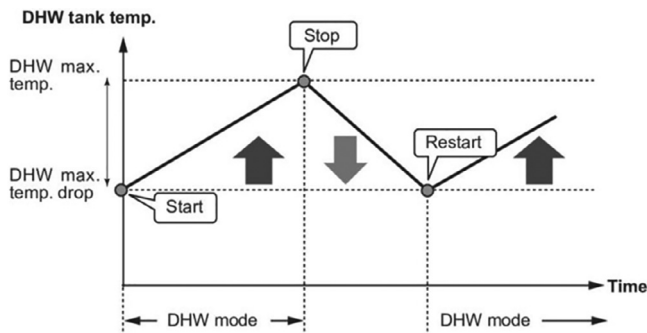 DHW tank temp.
Stop
DHW max.
temp.
Restart
DHW max.
temp. drop
Start
Time
DHW mode
DHW mode